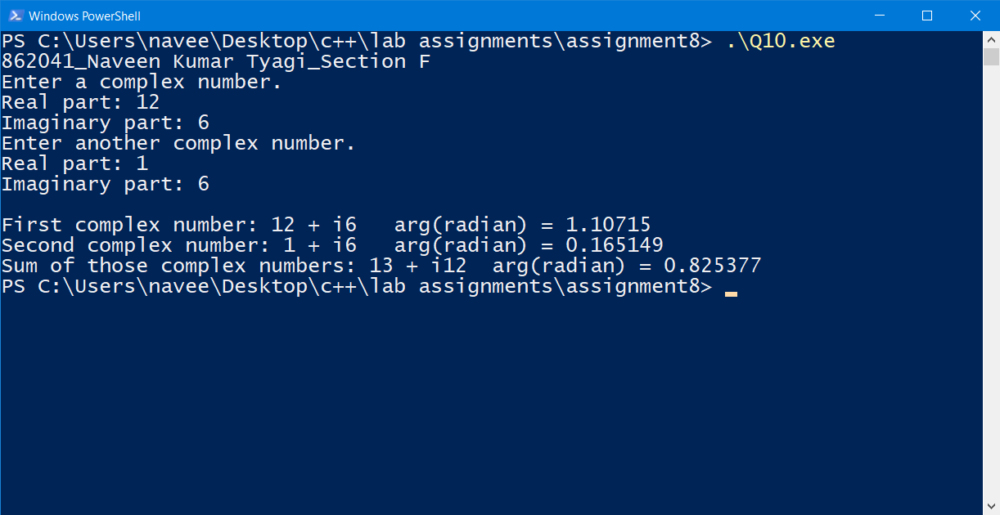 Windows PowerShell
PS C:\Users\navee\Desktop\c++\lab assignments\assignment8> .\Q10.exe
862041_Naveen Kumar Tyagi_Section F
Enter a complex number.
Real part: 12
Imaginary part: 6
Enter another complex number.
Real part: 1
Imaginary part: 6
First complex number: 12 + i6   arg(radian) = 1.10715
Second complex number: 1 + i6   arg(radian) = 0.165149
Sum of those complex numbers: 13 + i12  arg(radian) = 0.825377
PS C:\Users\navee\Desktop\c++\lab assignments\assignment8>